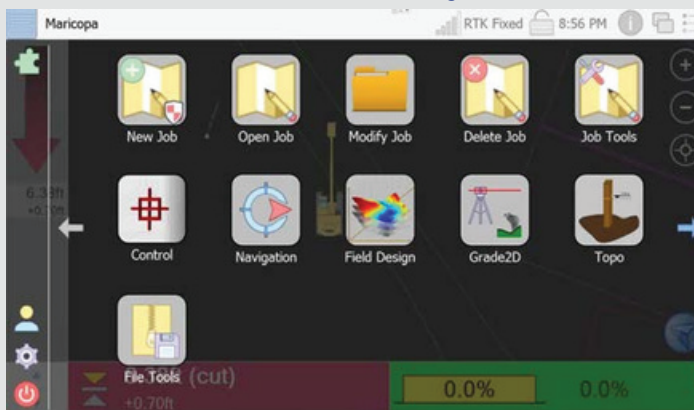 Maricopa RTK Fixed 8:56 PM
New Job Open Job Modify Job Delete Job Job Tools
6.38ft
+0.70ft
Control Navigation Field Design Grade2D Topo
File Tools
(cut)
0.0% 0.0%
+0.70ft